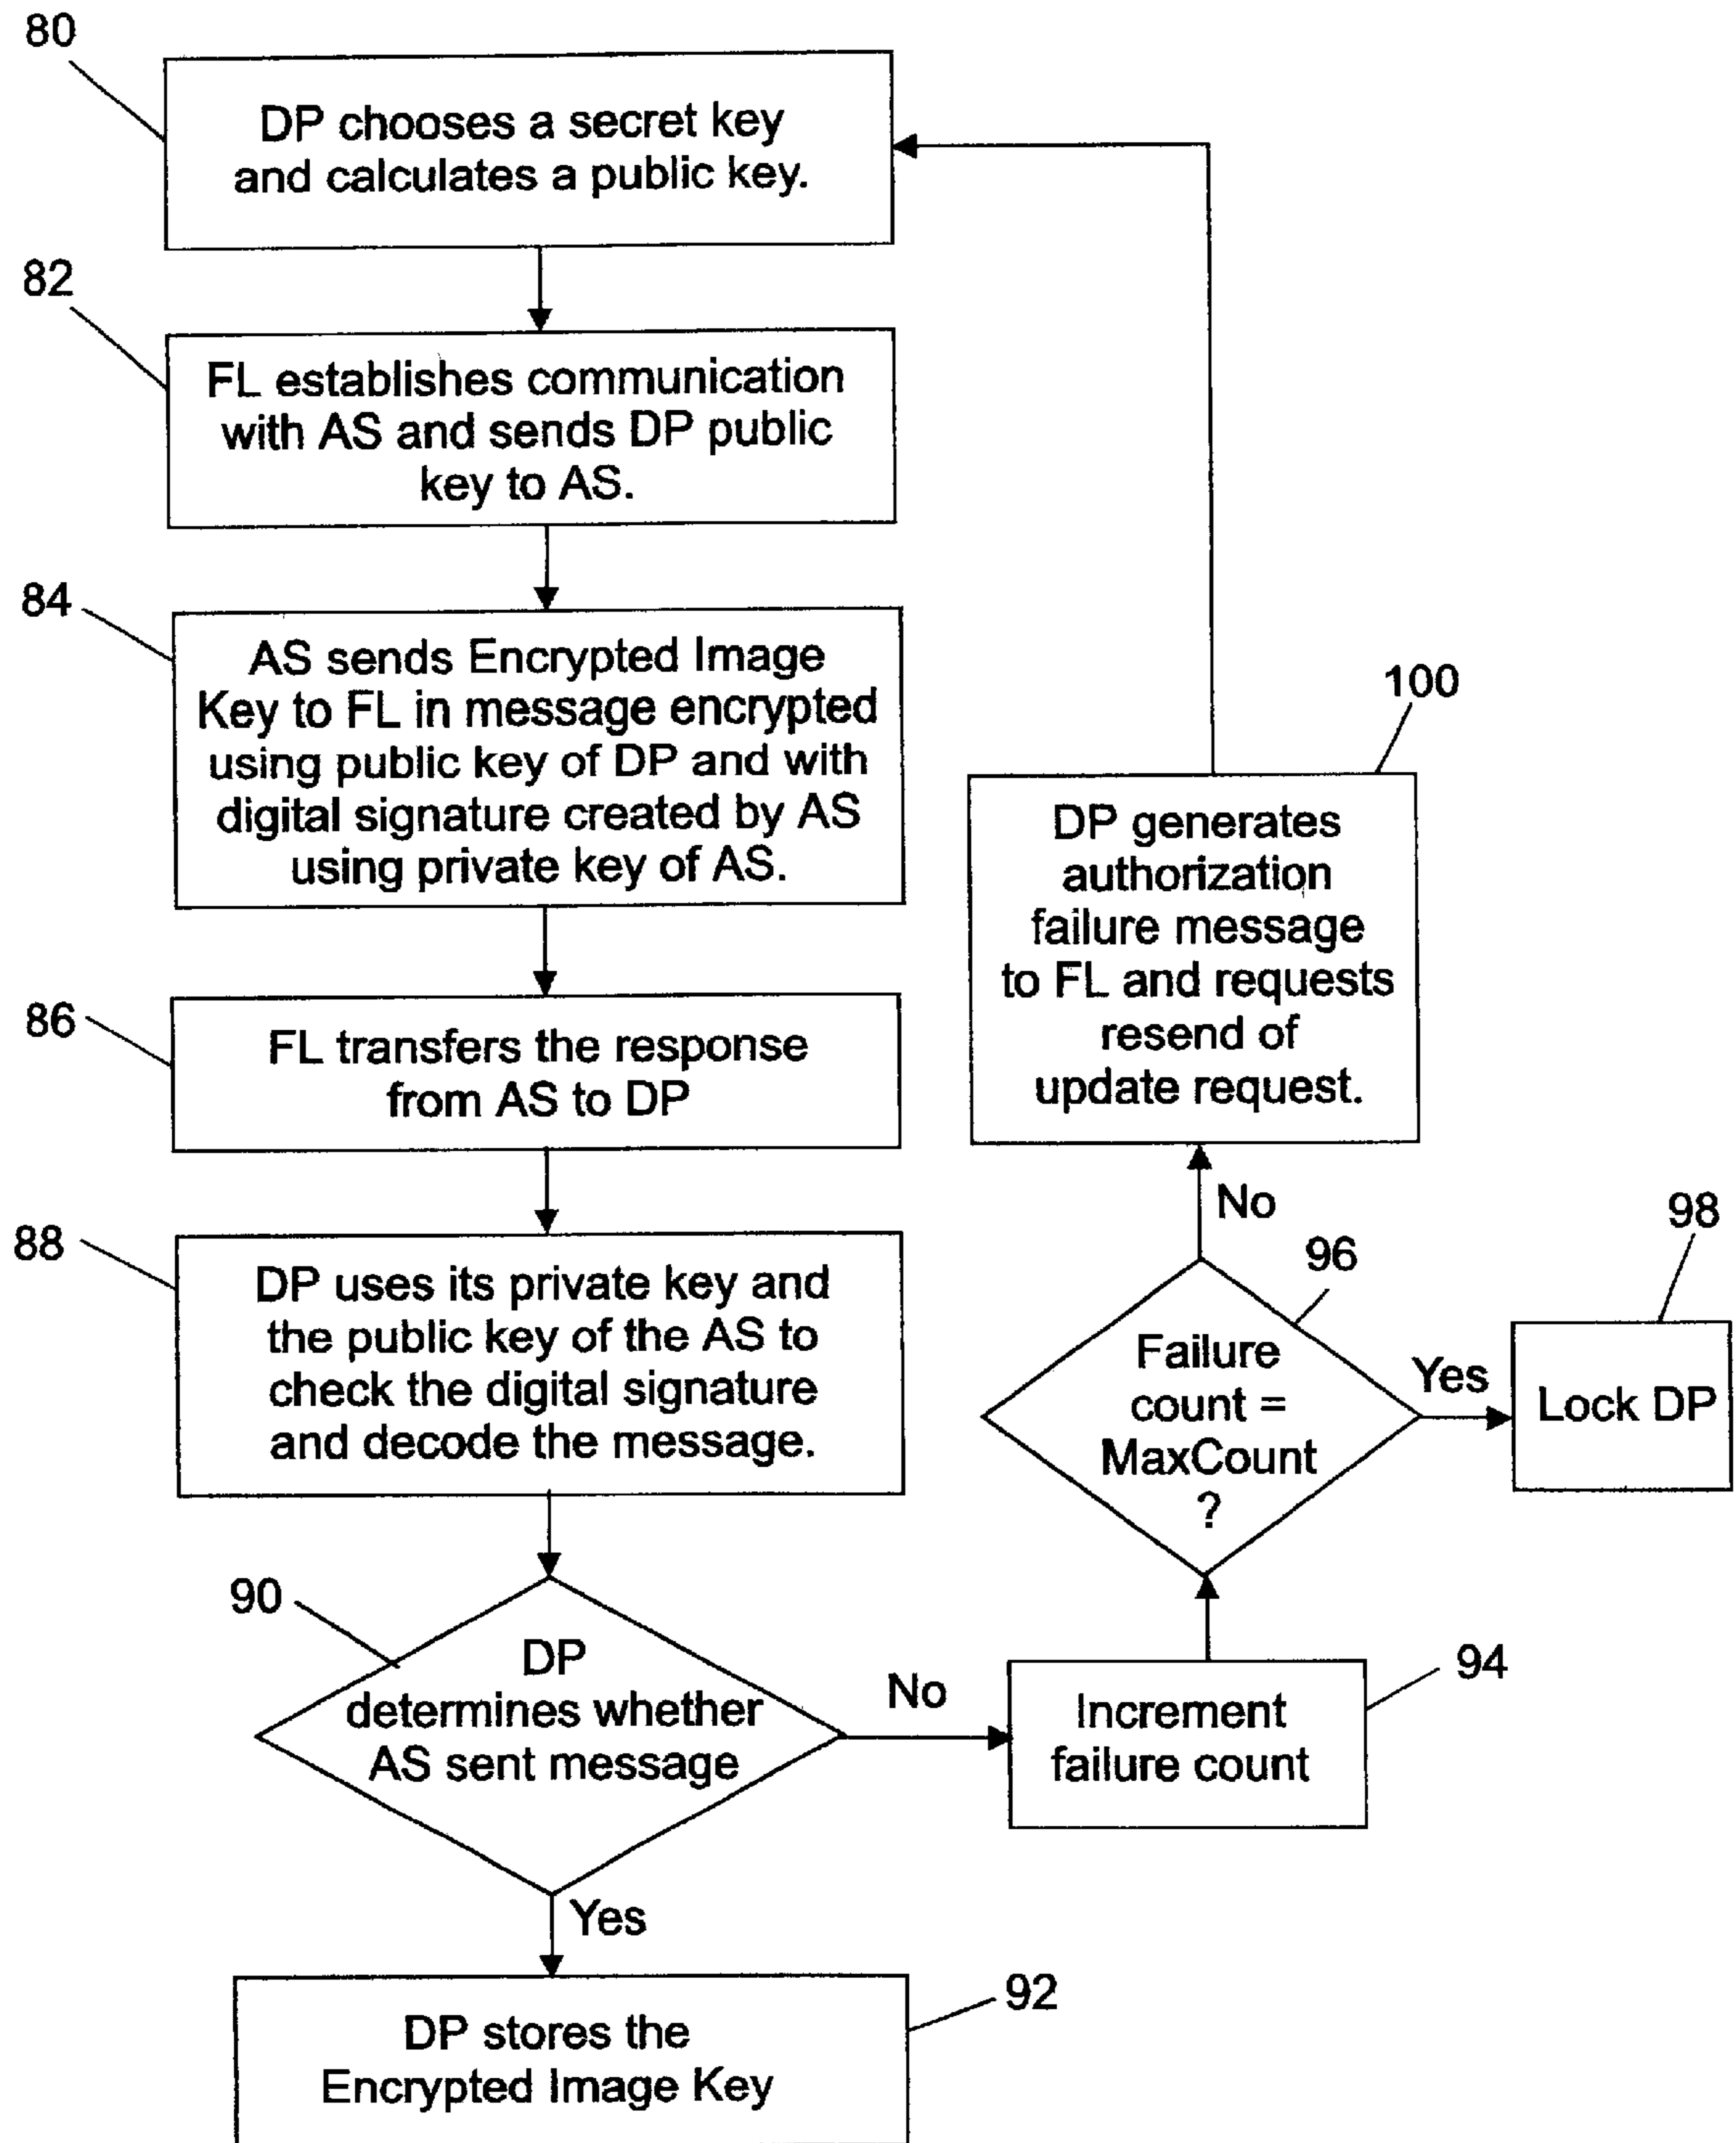 80
DP chooses a secret key
and calculates a public key.
82
FL establishes communication
with AS and sends DP public
key to AS.
84
AS sends Encrypted Image
Key to FL in message encrypted
using public key of DP and with
digital signature created by AS
using private key of AS.
86
FL transfers the response
from AS to DP
88
DP uses its private key and
the public key of the AS to
check the digital signature
and decode the message.
90
DP
determines whether
AS sent message
No
Yes
92
DP stores the
Encrypted Image Key
94
Increment
failure count
96
Failure
count =
MaxCount
?
Yes
98
Lock DP
No
100
DP generates
authorization
failure message
to FL and requests
resend of
update request.